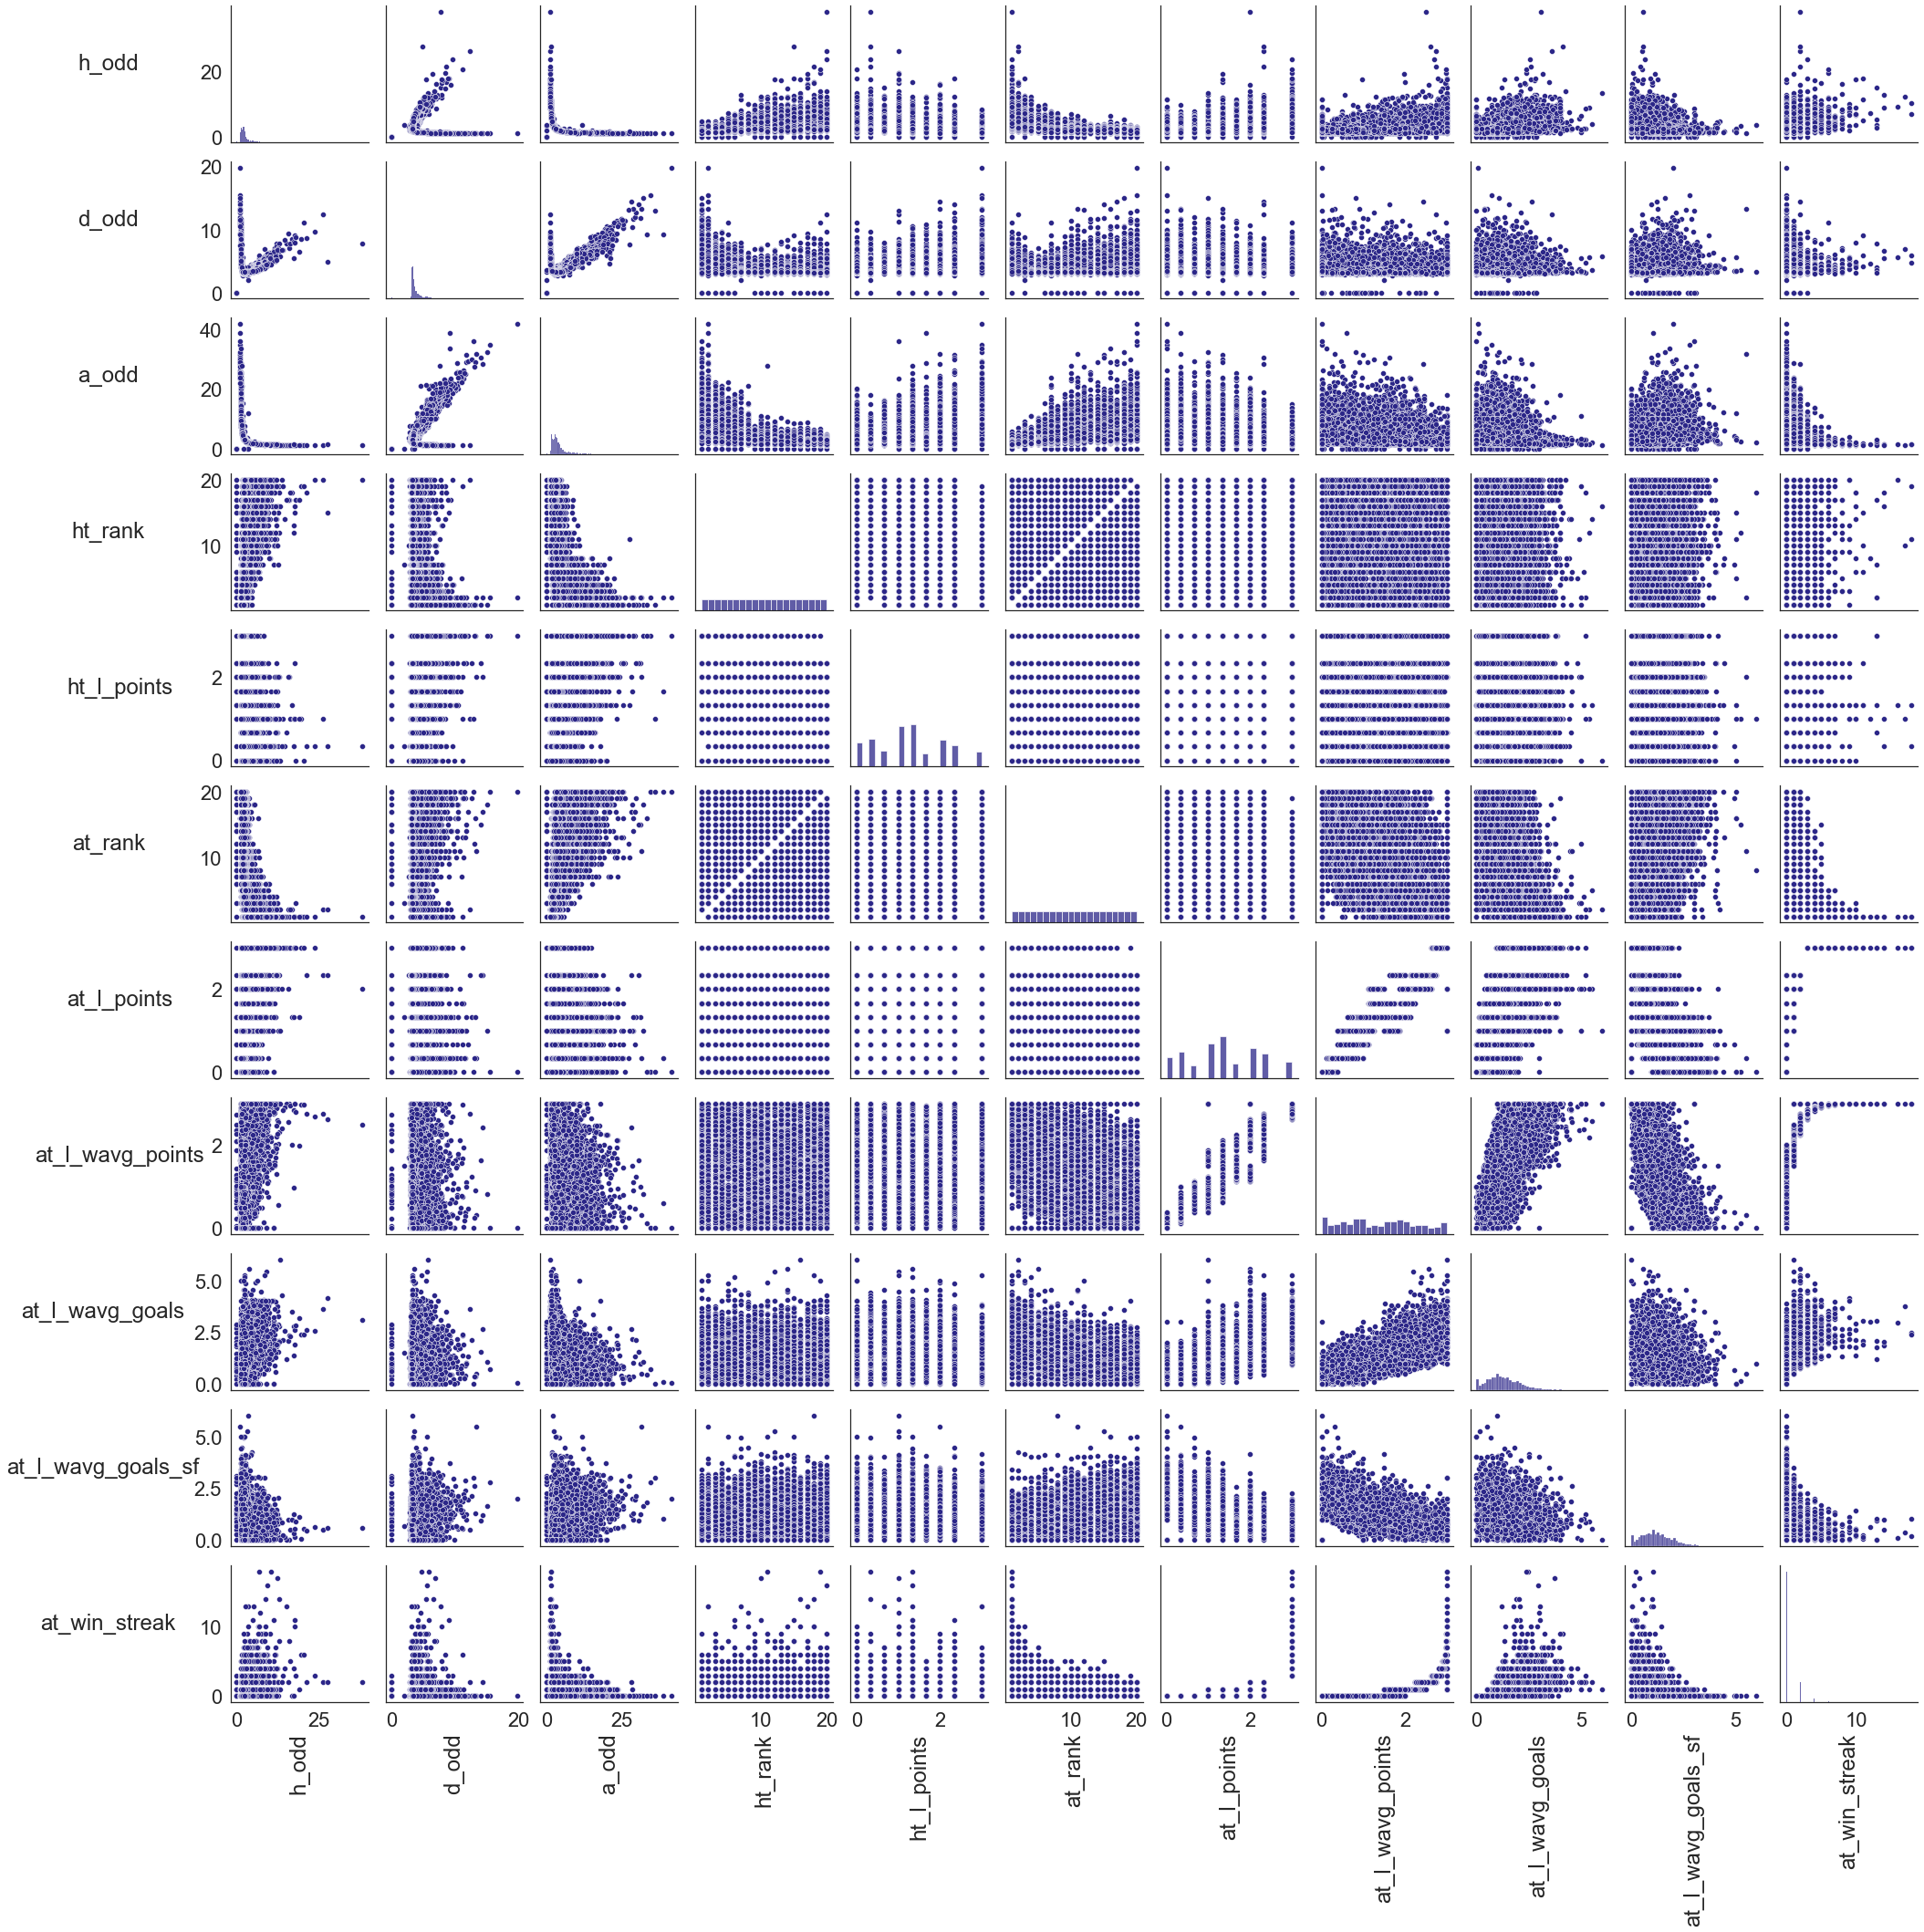 h_odd
20
0
d_odd
20
10
0
a_odd
40
20
0
ht_rank
20
10
ht_l_points
2
0
at_rank
20
10
at_l_points
2
0
at_l_wavg_points
2
0
at_l_wavg_goals
5.0
2.5
0.0
at_l_wavg_goals_sf
5.0
2.5
0.0
at_win_streak
10
0
0 25 0 20 0 25 10 20 0 2 10 20 0 2 0 2 0 5 0 5 0 10
h_odd
d_odd
a_odd
ht_rank
ht_l_points
at_rank
at_l_points
at_l_wavg_points
at_l_wavg_goals
at_l_wavg_goals_sf
at_win_streak